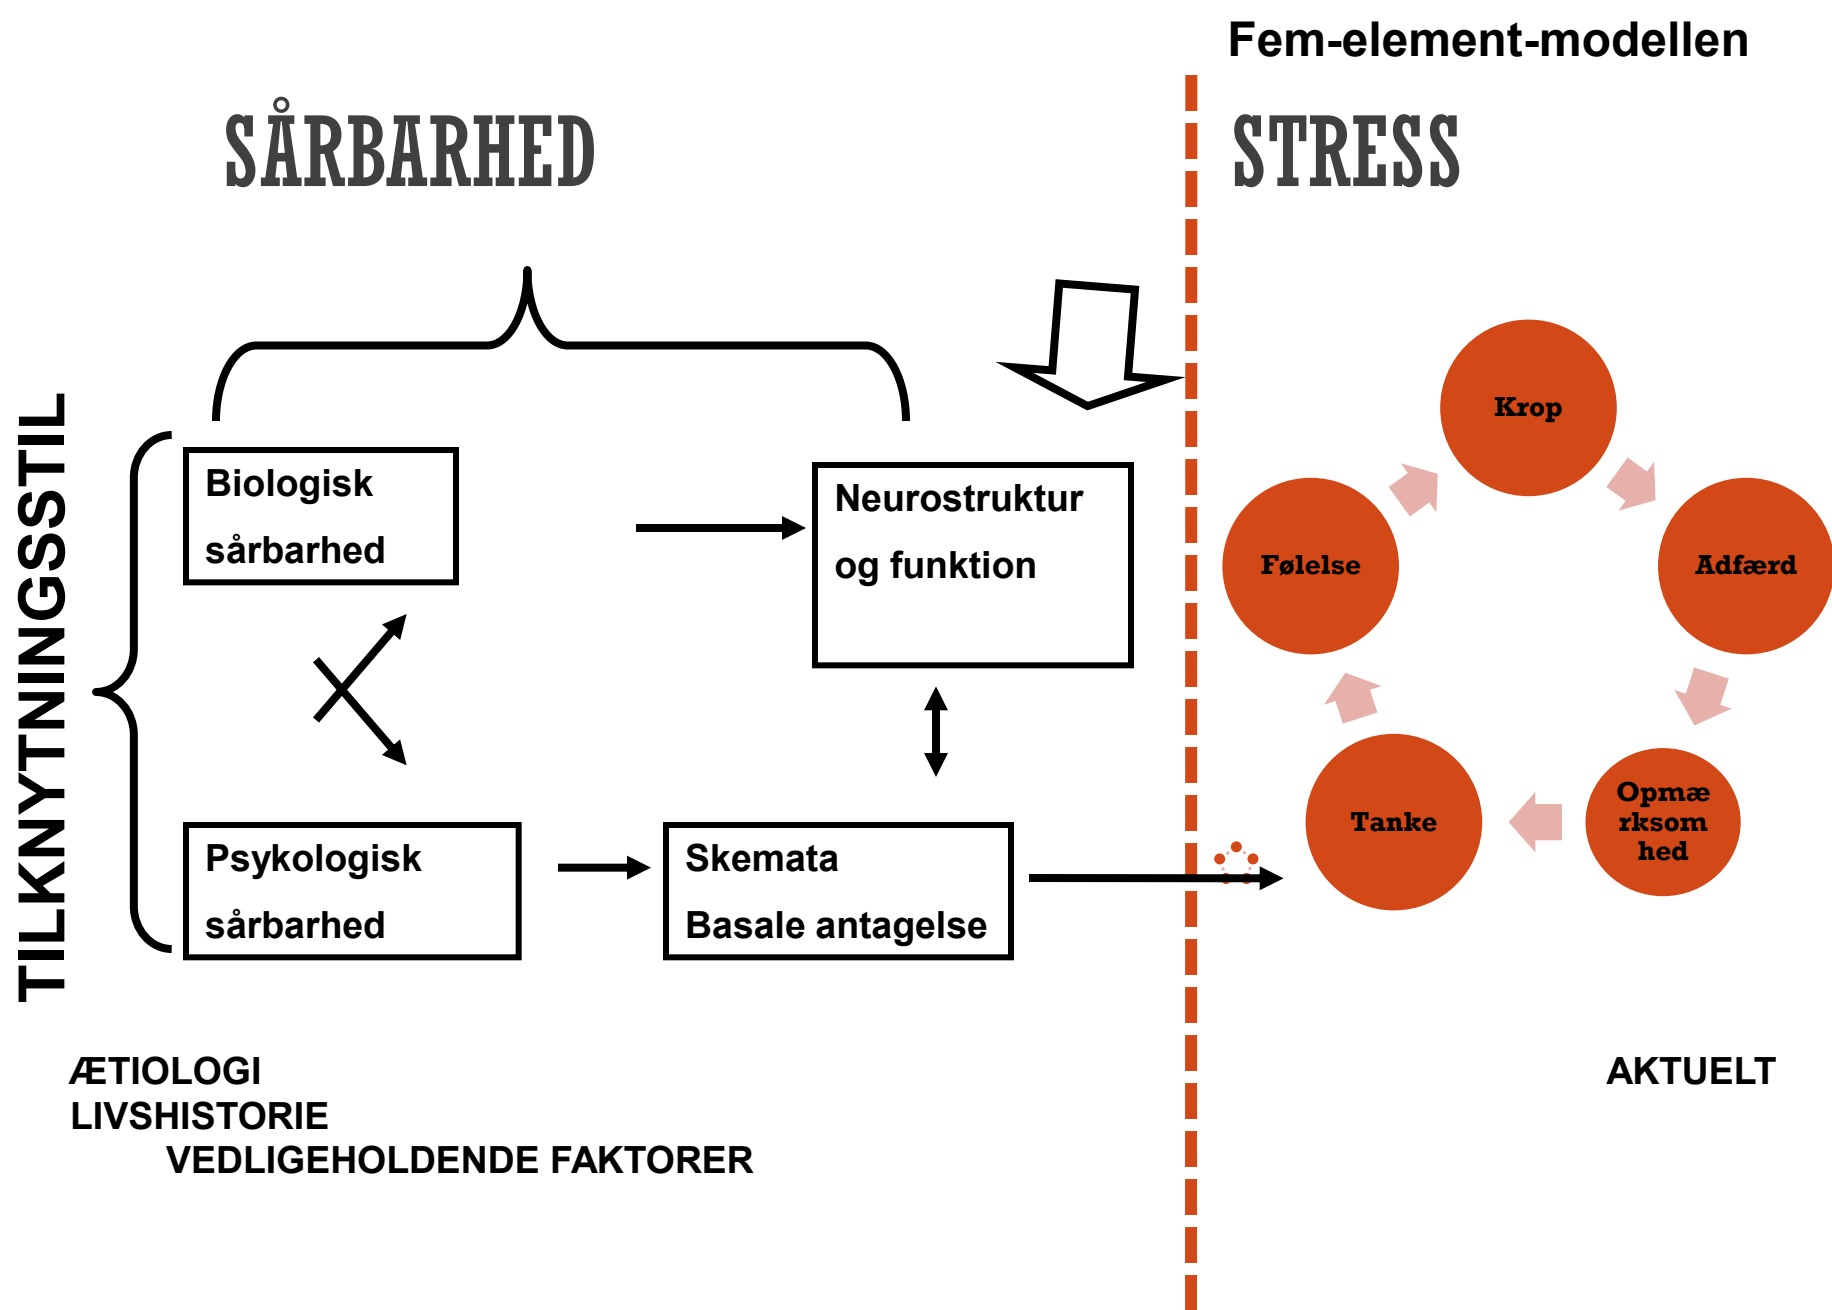 Fem-element-modellen
SÅRBARHED
STRESS
TILKNYTNINGSSTIL
Biologisk
sårbarhed
Neurostruktur
og funktion
Psykologisk
sårbarhed
Skemata
Basale antagelse
Krop
Adfærd
Opmæ
rksom
hed
Tanke
Følelse
ÆTIOLOGI
LIVSHISTORIE
VEDLIGEHOLDENDE FAKTORER
AKTUELT